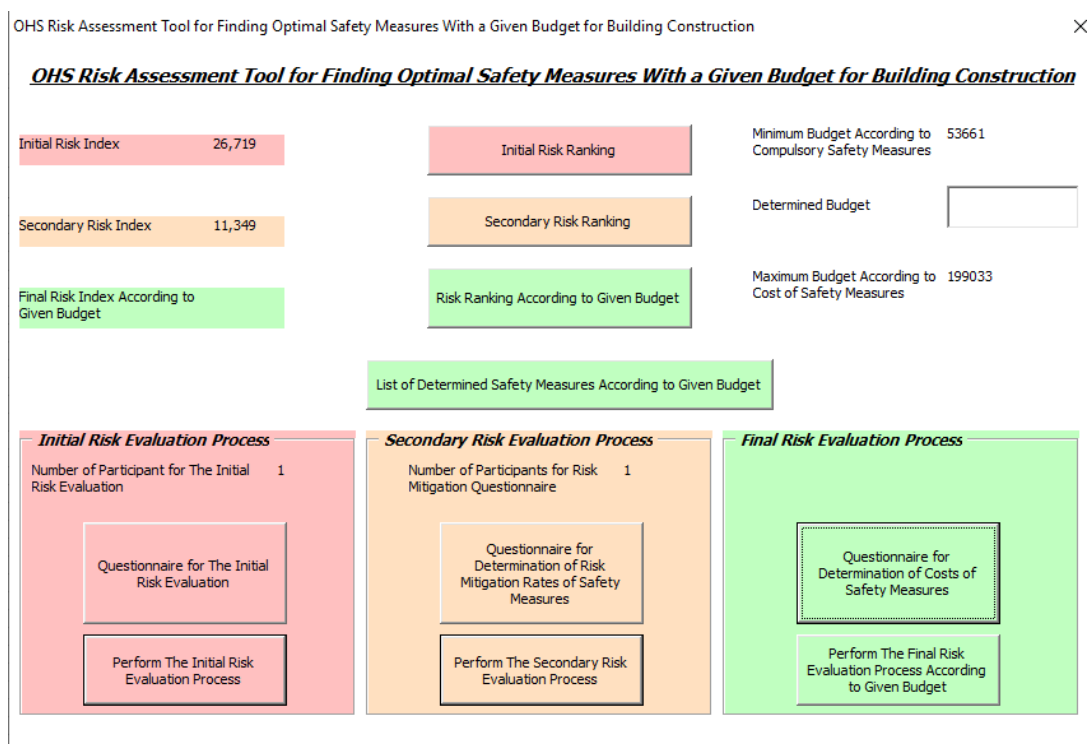 OHS Risk Assessment Tool for Finding Optimal Safety Measures With a Given Budget for Building Construction
OHS Risk Assessment Tool for Finding Optimal Safety Measures With a Given Budget for Building Construction
Initial Risk Index 26,719
Initial Risk Ranking
Minimum Budget According to 53661
Compulsory Safety Measures
Secondary Risk Index 11,349
Secondary Risk Ranking
Determined Budget
Final Risk Index According to
Given Budget
Risk Ranking According to Given Budget
Maximum Budget According to 199033
Cost of Safety Measures
List of Determined Safety Measures According to Given Budget
Initial Risk Evaluation Process
Number of Participant for The Initial 1
Risk Evaluation
Questionnaire for The Initial
Risk Evaluation
Perform The Initial Risk
Evaluation Process
Secondary Risk Evaluation Process
Number of Participants for Risk 1
Mitigation Questionnaire
Questionnaire for
Determination of Risk
Mitigation Rates of Safety
Measures
Perform The Secondary Risk
Evaluation Process
Final Risk Evaluation Process
Questionnaire for
Determination of Costs of
Safety Measures
Perform The Final Risk
Evaluation Process According
to Given Budget